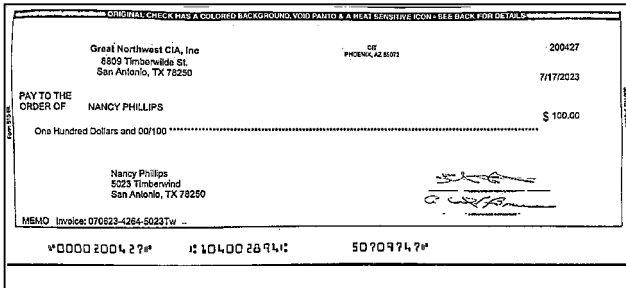 ORIGINAL CHECK HAS A COLORED BACKGROUND, VOID PANTO & A HEAT SENSITIVE ICON - SEE BACK FOR DETAILS
Great Northwest CIA, Inc
8809 Timberwilde St.
San Antonio, TX 78250
CIT
PHOENIX, AZ 85073
200427
7/17/2023
PAY TO THE
ORDER OF NANCY PHILLIPS
$ 100.00
One Hundred Dollars and 00/100
Nancy Phillips
5023 Timberwind
San Antonio, TX 78250
MEMO Invoice: 070623-4264-5023Tw
⑈0000200427⑈ ⑆104002894⑆ 50709747⑈